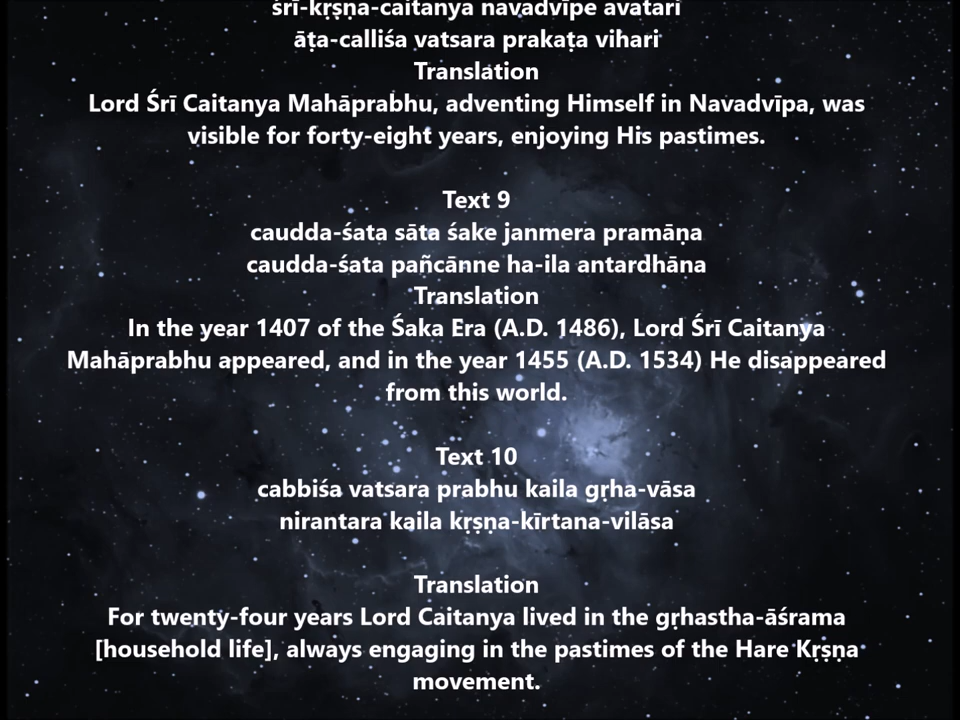 śrī-kṛṣṇa-caitanya navadvīpe avatari
āṭa-calliśa vatsara prakaṭa vihari
Translation
Lord Śrī Caitanya Mahāprabhu, adventing Himself in Navadvīpa, was
visible for forty-eight years, enjoying His pastimes.
Text 9
caudda-śata sāta śake janmera pramāṇa
caudda-śata pañcānne ha-ila antardhāna
Translation
In the year 1407 of the Śaka Era (A.D. 1486), Lord Śrī Caitanya
Mahāprabhu appeared, and in the year 1455 (A.D. 1534) He disappeared
from this world.
Text 10
cabbiśa vatsara prabhu kaila gṛha-vāsa
nirantara kaila kṛṣṇa-kīrtana-vilāsa
Translation
For twenty-four years Lord Caitanya lived in the gṛhastha-āśrama
[household life], always engaging in the pastimes of the Hare Kṛṣṇa
movement.